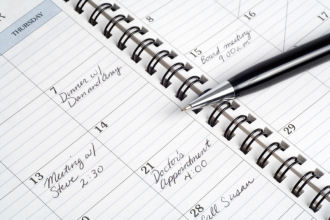 THURSDAY
7
Dinner w/
Dan and Amy
8
15
Board meeting
9:00 a.m.
16
14
13
Meeting w/
Steve
2:30
21
Doctor's
Appointment
4:00
28
Call Susan
29